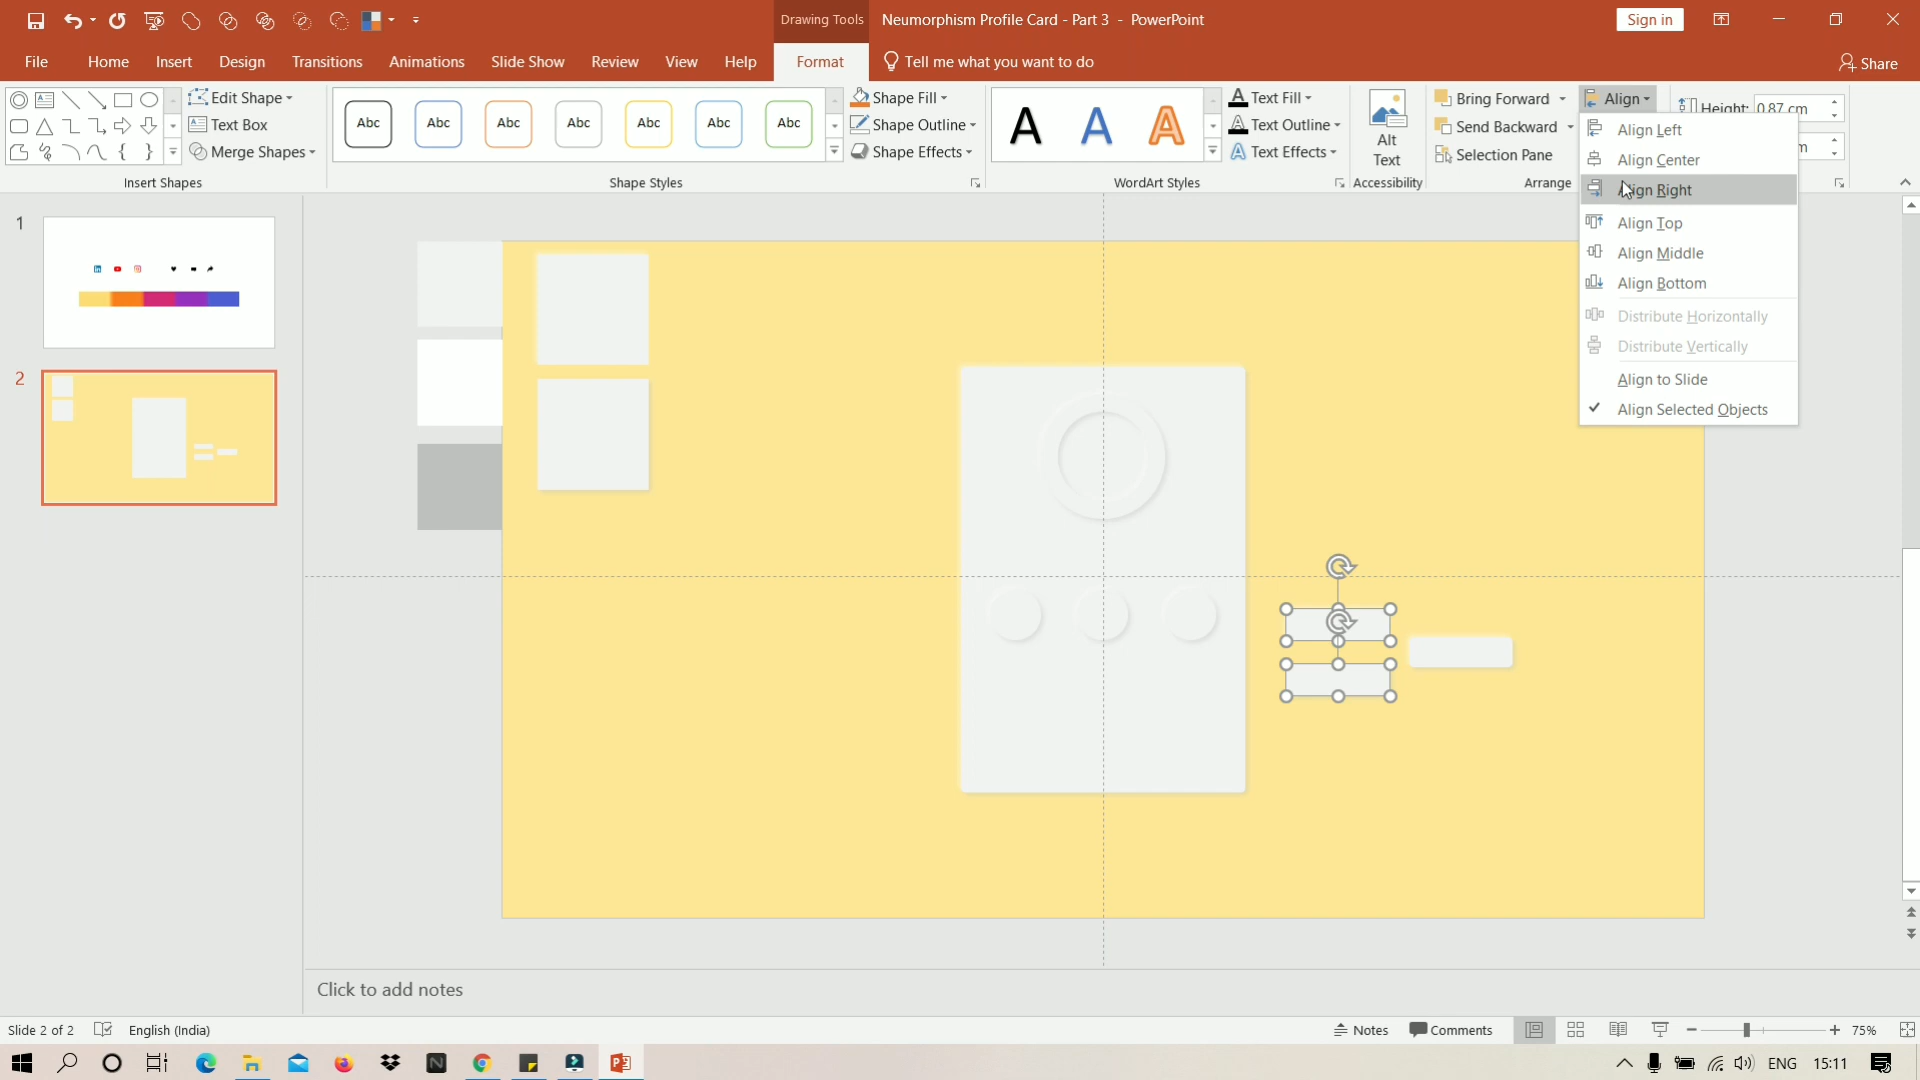 Drawing Tools
Neumorphism Profile Card - Part 3 - PowerPoint
Sign in
File
Home
Insert
Design
Transitions
Animations
Slide Show
Review
View
Help
Format
Tell me what you want to do
Share
Edit Shape
Text Box
Merge Shapes
Insert Shapes
Abc
Abc
Abc
Abc
Abc
Abc
Abc
Shape Fill
Shape Outline
Shape Effects
Shape Styles
A
A
A
Text Fill
Text Outline
Text Effects
WordArt Styles
Alt
Text
Accessibility
Bring Forward
Send Backward
Selection Pane
Arrange
Align
Height:
0.87 cm
m
Align Left
Align Center
Align Right
Align Top
Align Middle
Align Bottom
Distribute Horizontally
Distribute Vertically
Align to Slide
Align Selected Objects
1
2
Click to add notes
Slide 2 of 2
English (India)
Notes
Comments
75%
ENG
15:11